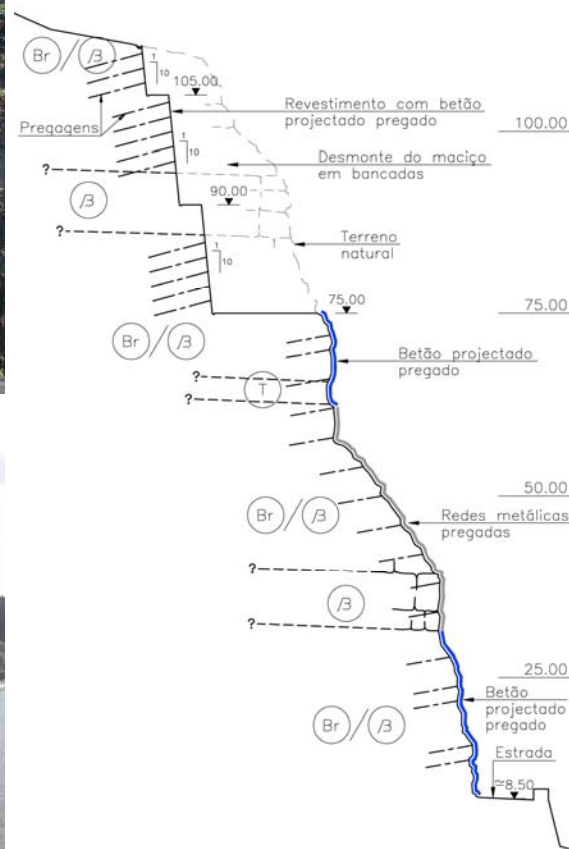 Br / β
1
10
105.00
Pregagens
Revestimento com betão
projectado pregado
100.00
1
10
Desmonte do maciço
em bancadas
?
β
90.00
?
1
10
Terreno
natural
75.00
75.00
Br / β
Betão projectado
pregado
?
T
?
50.00
Br / β
Redes metálicas
pregadas
?
β
?
25.00
Betão
projectado
pregado
Br / β
Estrada
≃8.50